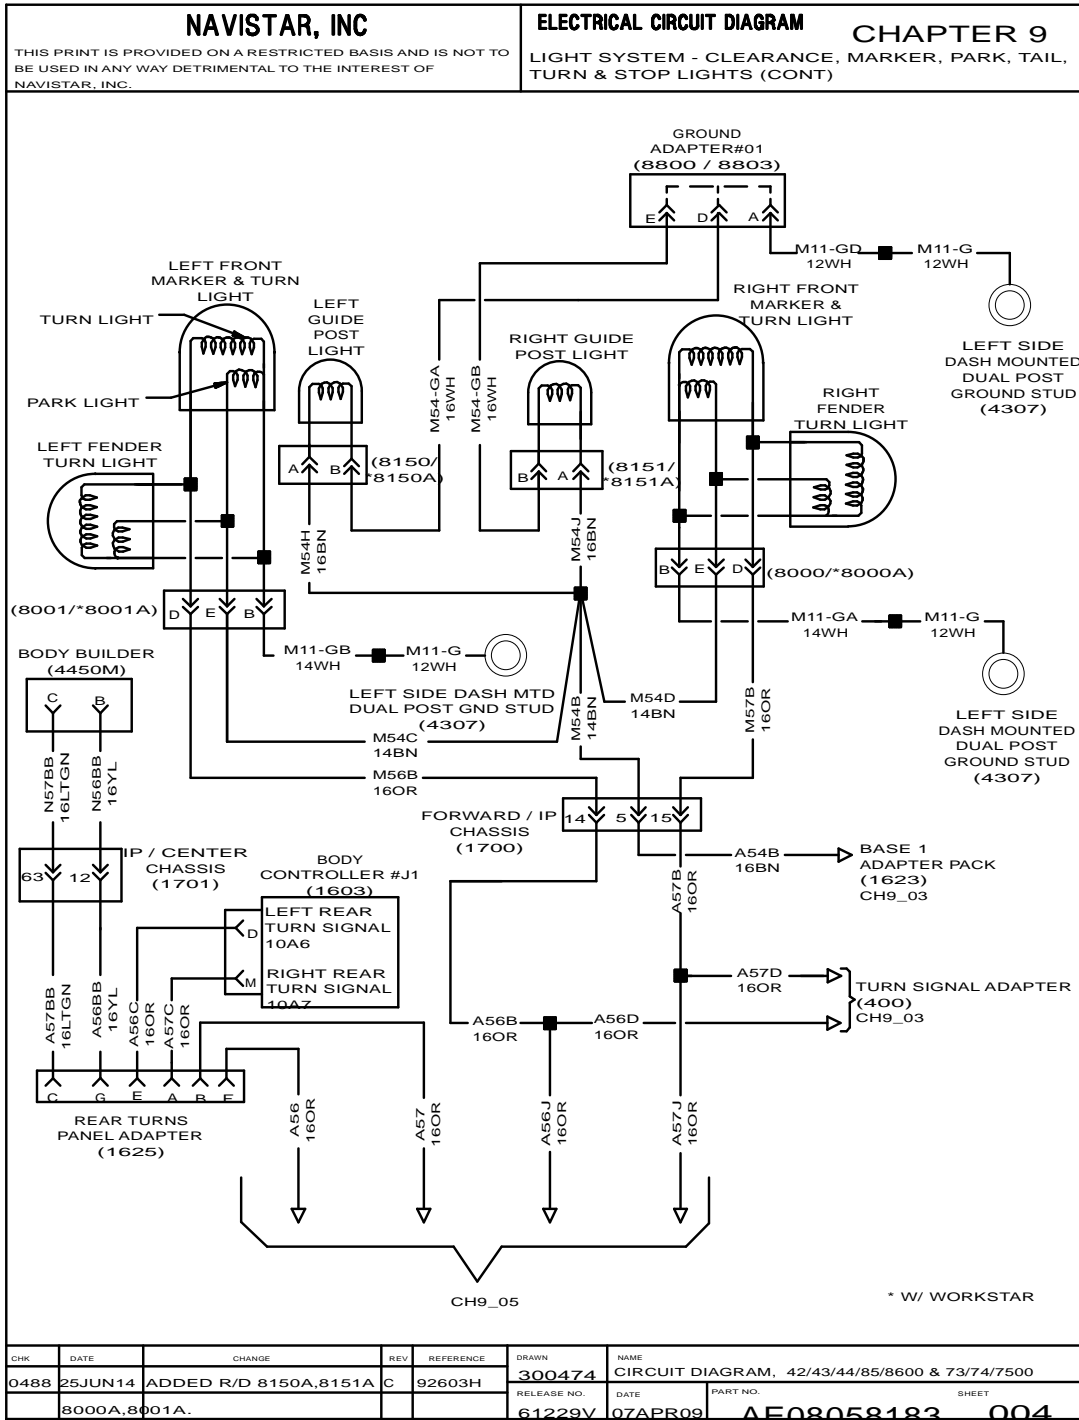 NAVISTAR, INC
THIS PRINT IS PROVIDED ON A RESTRICTED BASIS AND IS NOT TO
BE USED IN ANY WAY DETRIMENTAL TO THE INTEREST OF
NAVISTAR, INC.
ELECTRICAL CIRCUIT DIAGRAM
CHAPTER 9
LIGHT SYSTEM - CLEARANCE, MARKER, PARK, TAIL,
TURN & STOP LIGHTS (CONT)
GROUND
ADAPTER#01
(8800 / 8803)
E
D
A
M11-GD
12WH
M11-G
12WH
LEFT SIDE
DASH MOUNTED
DUAL POST
GROUND STUD
(4307)
LEFT FRONT
MARKER & TURN
LIGHT
TURN LIGHT
PARK LIGHT
LEFT
GUIDE
POST
LIGHT
M54-GA
16WH
M54-GB
16WH
RIGHT GUIDE
POST LIGHT
RIGHT FRONT
MARKER &
TURN LIGHT
RIGHT
FENDER
TURN LIGHT
LEFT FENDER
TURN LIGHT
A
B
(8150/
*8150A)
B
A
(8151/
*8151A)
M54H
16BN
M54J
16BN
B
E
D
(8000/*8000A)
(8001/*8001A)
D
E
B
M11-GB
14WH
M11-G
12WH
LEFT SIDE DASH MTD
DUAL POST GND STUD
(4307)
M11-GA
14WH
M11-G
12WH
LEFT SIDE
DASH MOUNTED
DUAL POST
GROUND STUD
(4307)
BODY BUILDER
(4450M)
C
B
M54B
14BN
M54D
14BN
M57B
16OR
M54C
14BN
M56B
16OR
N57BB
16LTGN
N56BB
16YL
FORWARD / IP
CHASSIS
(1700)
14
5
15
IP / CENTER
CHASSIS
(1701)
63
12
A54B
16BN
BASE 1
ADAPTER PACK
(1623)
CH9_03
A57B
16OR
BODY
CONTROLLER #J1
(1603)
D
LEFT REAR
TURN SIGNAL
10A6
M
RIGHT REAR
TURN SIGNAL
10A7
A57D
16OR
TURN SIGNAL ADAPTER
(400)
CH9_03
A56B
16OR
A56D
16OR
A57BB
16LTGN
A56BB
16YL
A56C
16OR
A57C
16OR
C
G
E
A
B
F
REAR TURNS
PANEL ADAPTER
(1625)
A56
16OR
A57
16OR
A56J
16OR
A57J
16OR
CH9_05
* W/ WORKSTAR
CHK
DATE
CHANGE
REV
REFERENCE
0488
25JUN14
ADDED R/D 8150A,8151A
C
92603H
8000A,8001A.
DRAWN
300474
NAME
CIRCUIT DIAGRAM, 42/43/44/85/8600 & 73/74/7500
RELEASE NO.
61229V
DATE
07APR09
PART NO.
AE08058183
SHEET
004